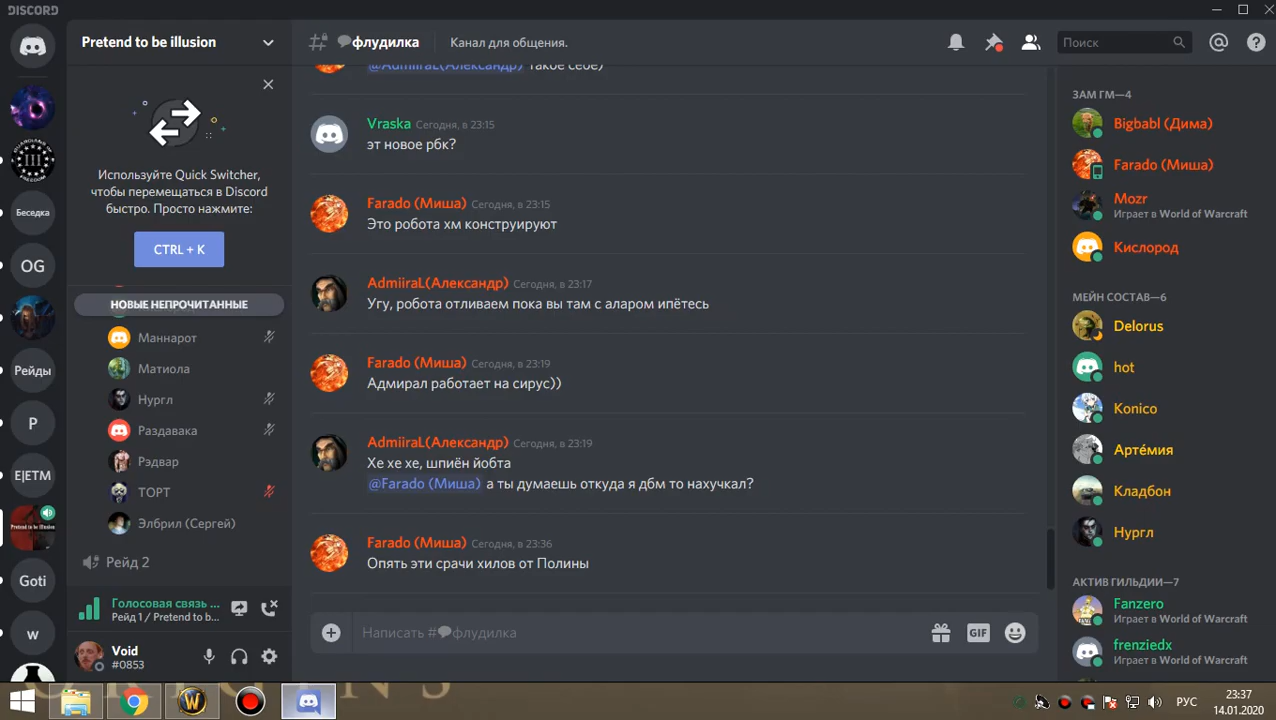 DISCORD
Pretend to be illusion
флудилка
Канал для общения.
Поиск
Используйте Quick Switcher,
чтобы перемещаться в Discord
быстро. Просто нажмите:
CTRL + K
НОВЫЕ НЕПРОЧИТАННЫЕ
Маннарот
Матиола
Нургл
Раздавака
Рэдвар
ТОРТ
Элбрил (Сергей)
Рейд 2
Голосовая связь ...
Рейд 1 / Pretend to b...
Void
#0853
Беседка
OG
Рейды
P
E|ETM
Pretend to be illusion
Goti
w
@AdmiiraL(Александр) такое себе)
Vraska Сегодня, в 23:15
эт новое рбк?
Farado (Миша) Сегодня, в 23:15
Это робота хм конструируют
AdmiiraL(Александр) Сегодня, в 23:17
Угу, робота отливаем пока вы там с аларом ипётесь
Farado (Миша) Сегодня, в 23:19
Адмирал работает на сирус))
AdmiiraL(Александр) Сегодня, в 23:19
Хе хе хе, шпиён йобта
@Farado (Миша) а ты думаешь откуда я дбм то нахучкал?
Farado (Миша) Сегодня, в 23:36
Опять эти срачи хилов от Полины
Написать #флудилка
GIF
ЗАМ ГМ—4
Bigbabl (Дима)
Farado (Миша)
Mozr
Играет в World of Warcraft
Кислород
МЕЙН СОСТАВ—6
Delorus
hot
Konico
Артéмия
Кладбон
Нургл
АКТИВ ГИЛЬДИИ—7
Fanzero
Играет в World of Warcraft
frenziedx
Играет в World of Warcraft
РУС
23:37
14.01.2020